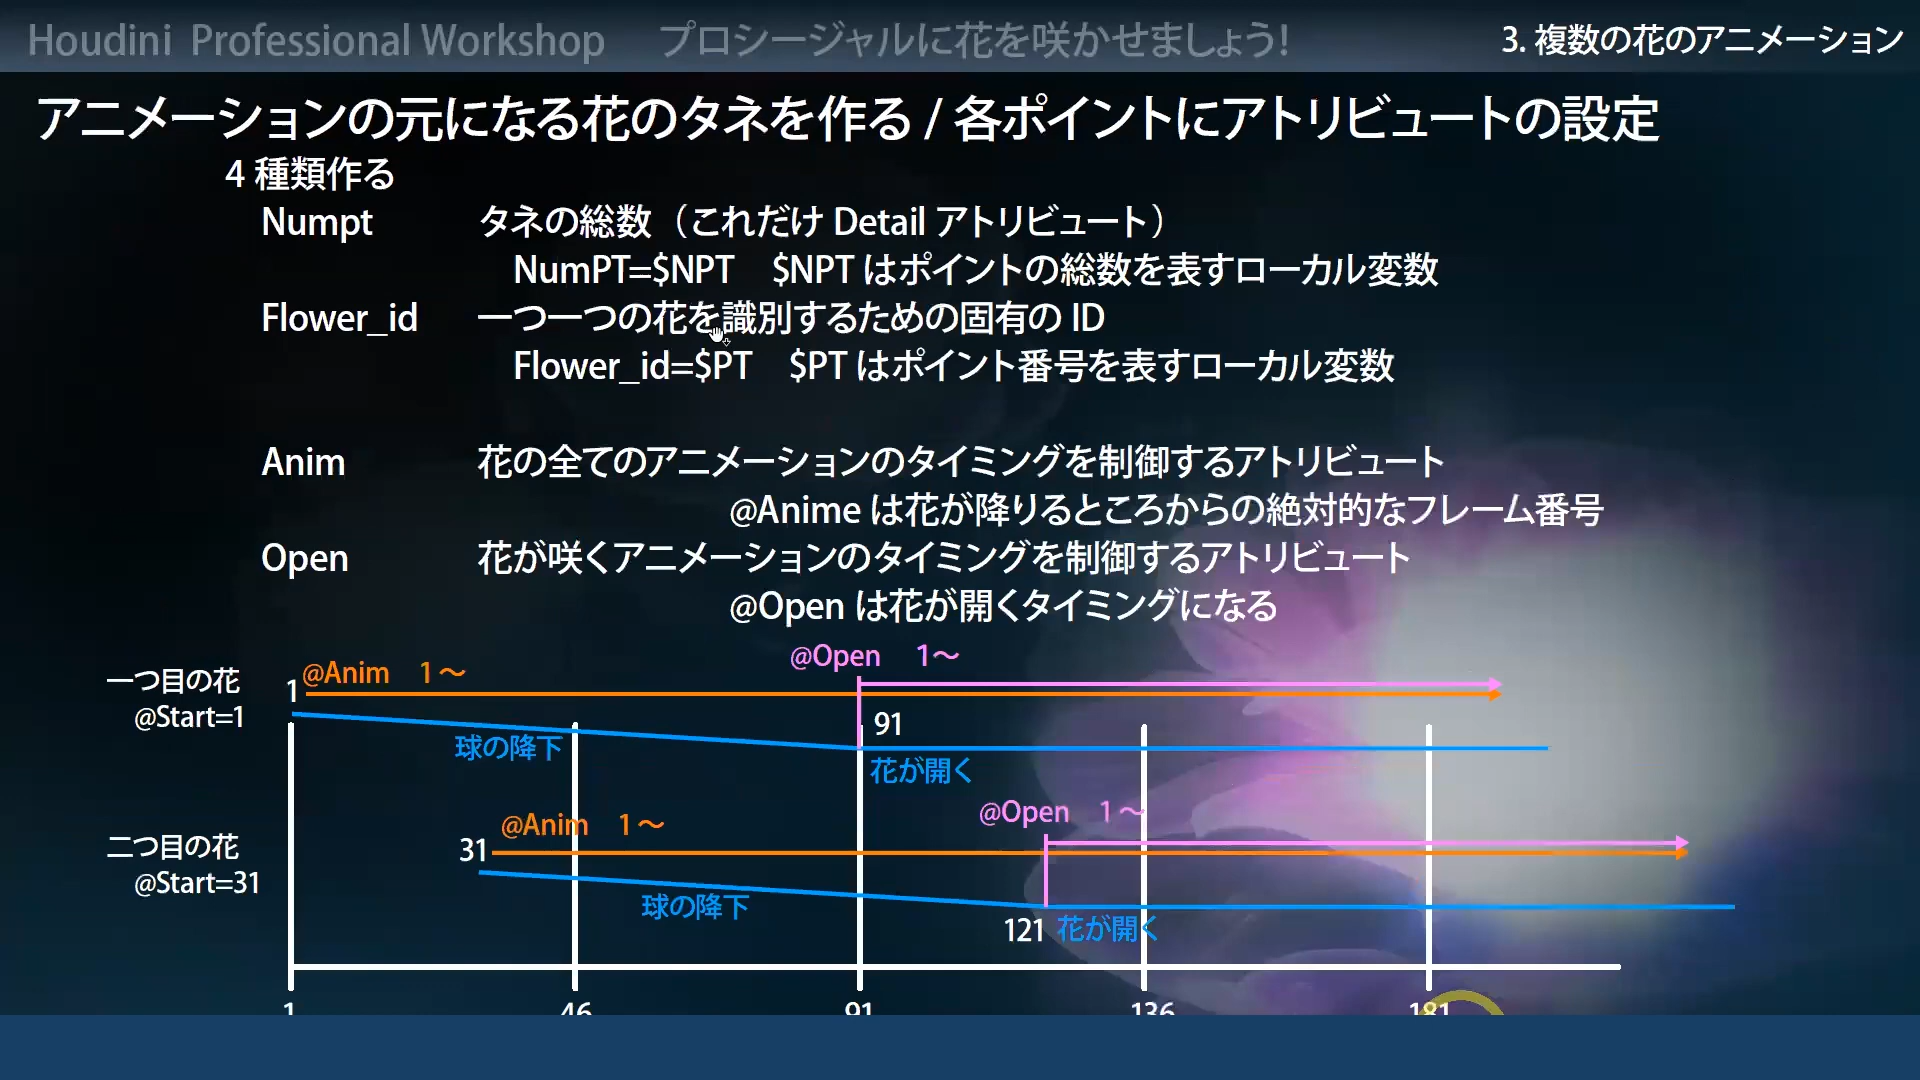 Houdini Professional Workshop プロシージャルに花を咲かせましょう! 3. 複数の花のアニメーション
アニメーションの元になる花のタネを作る / 各ポイントにアトリビュートの設定
4 種類作る
Numpt タネの総数（これだけ Detail アトリビュート）
NumPT=$NPT $NPT はポイントの総数を表すローカル変数
Flower_id 一つ一つの花を識別するための固有の ID
Flower_id=$PT $PT はポイント番号を表すローカル変数
Anim 花の全てのアニメーションのタイミングを制御するアトリビュート
@Anime は花が降りるところからの絶対的なフレーム番号
Open 花が咲くアニメーションのタイミングを制御するアトリビュート
@Open は花が開くタイミングになる
@Open 1〜
一つ目の花 1 @Anim 1〜
@Start=1 91
球の降下 花が開く
@Open 1〜
二つ目の花 31 @Anim 1〜
@Start=31
球の降下 121 花が開く
1 46 91 136 181